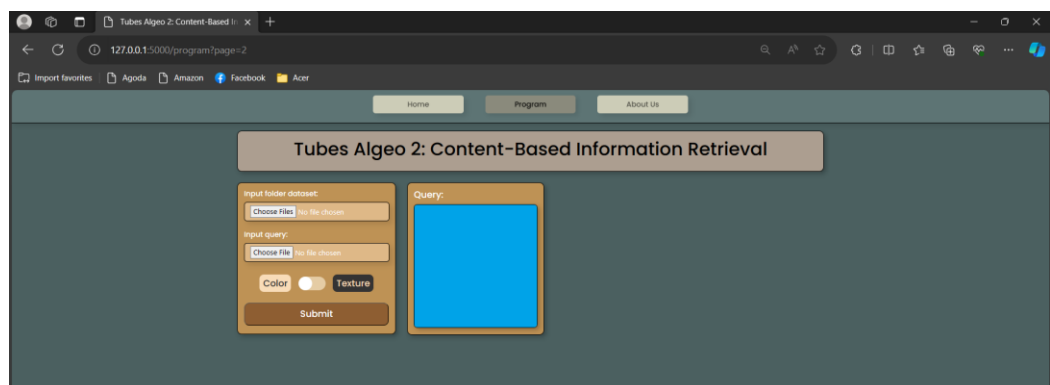 Tubes Algeo 2: Content-Based In
127.0.0.1:5000/program?page=2
Import favorites Agoda Amazon Facebook Acer
Home Program About Us
Tubes Algeo 2: Content-Based Information Retrieval
Input folder dataset:
Choose Files No file chosen
Input query:
Choose File No file chosen
Color Texture
Submit
Query: